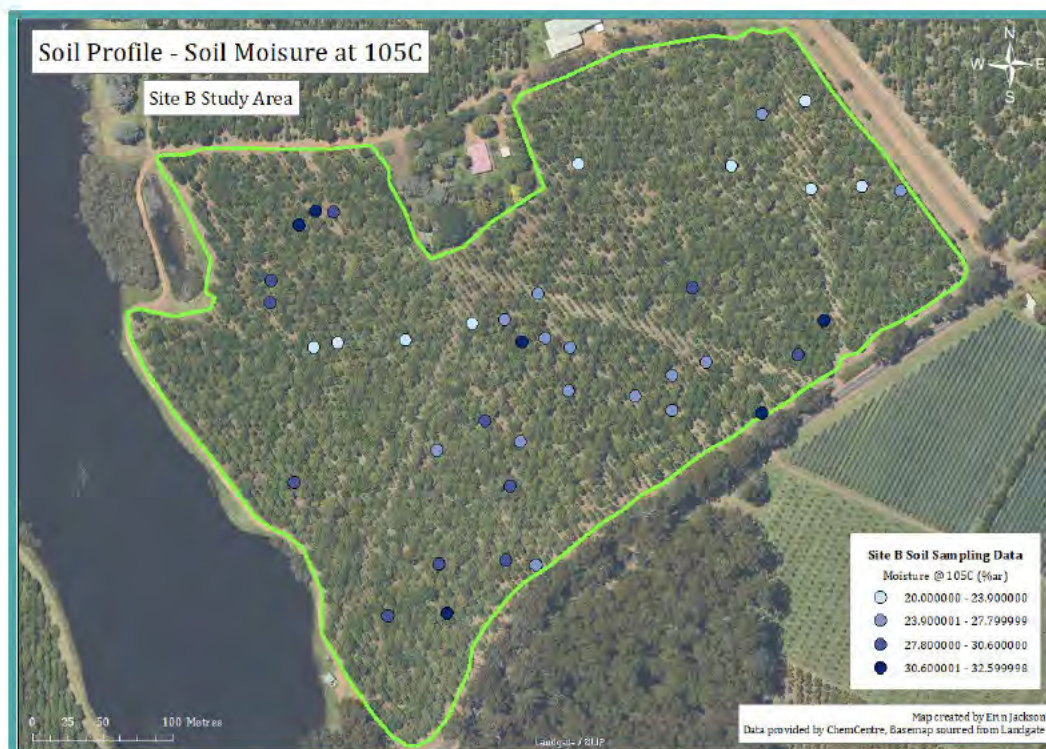 Soil Profile - Soil Moisure at 105C
Site B Study Area
N
W E
S
Site B Soil Sampling Data
Moisture @ 105C (%ar)
20.000000 - 23.900000
23.900001 - 27.799999
27.800000 - 30.600000
30.600001 - 32.599998
0 25 50 100 Metres
Map created by Erin Jackson
Data provided by ChemCentre, Basemap sourced from Landgate
Landgate / SLIP